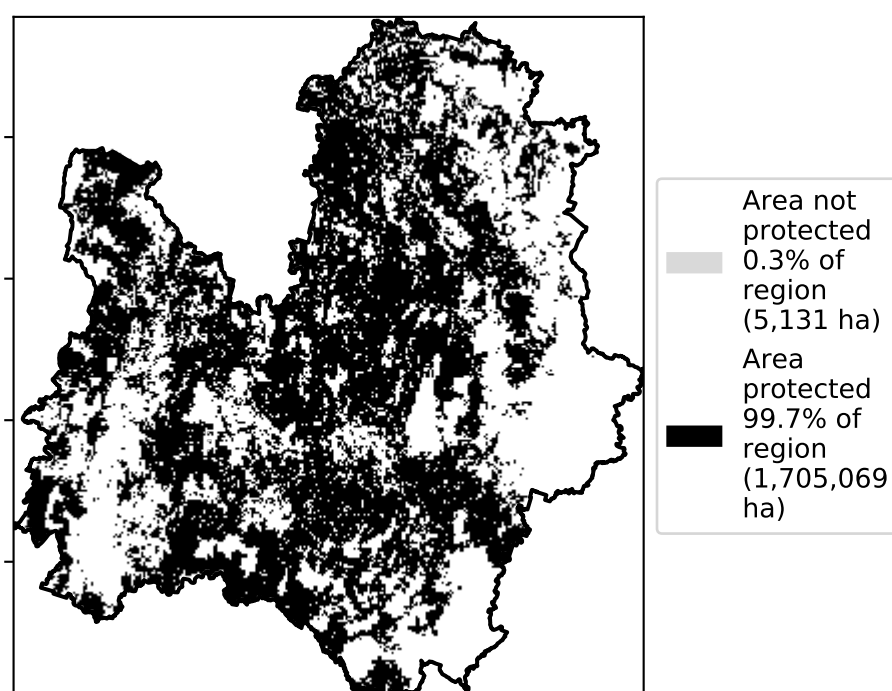 Area not
protected
0.3% of
region
(5,131 ha)
Area
protected
99.7% of
region
(1,705,069
ha)